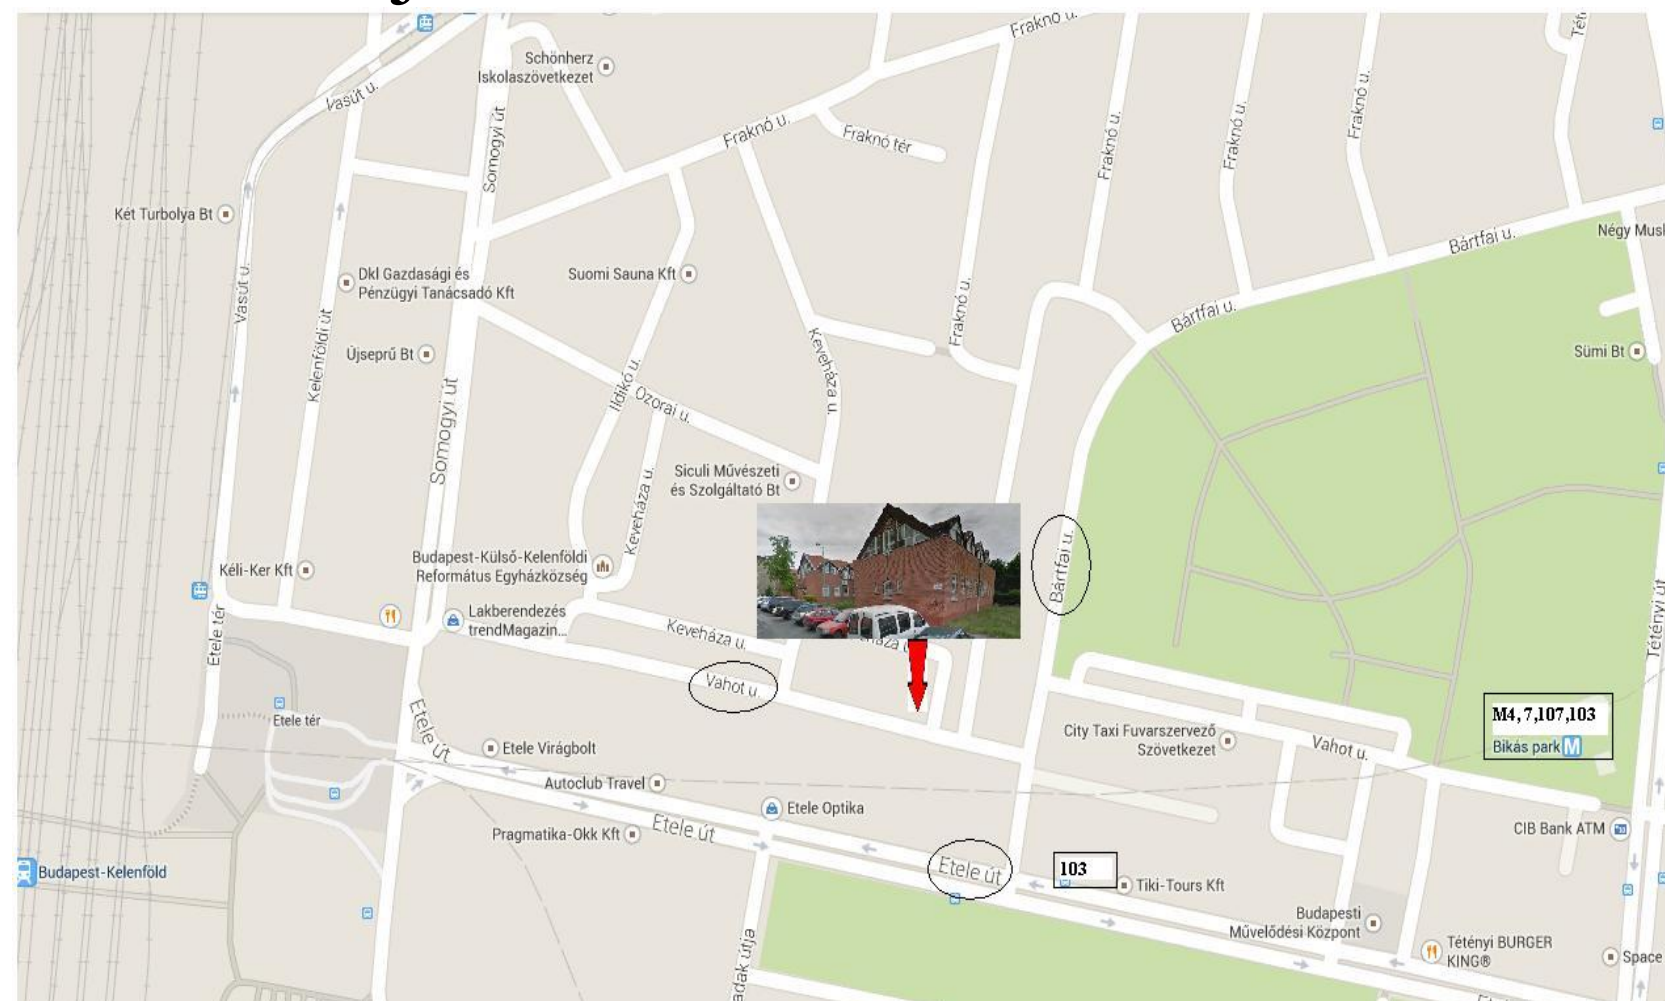 Fraknó u.
Schönherz
Iskolaszövetkezet
Vasút u.
Somogyi út
Fraknó u.
Fraknó tér
Fraknó u.
Fraknó u.
Fraknó u.
Két Turbolya Bt
Négy
Bártfai u.
Dkl Gazdasági és
Pénzügyi Tanácsadó Kft
Suomi Sauna Kft
Vasút u.
Kelenföldi út
Fraknó u.
Bártfai u.
Újseprű Bt
Sümi Bt
Keveháza u.
Ildikó u.
Ozorai u.
Somogyi út
Siculi Művészeti
és Szolgáltató Bt
Keveháza u.
Budapest-Külső-Kelenföldi
Református Egyházközség
Kéli-Ker Kft
Bártfai u.
Lakberendezés
trendMagazin...
Etele tér
Keveháza u.
Tétényi út
Vahot u.
M4, 7,107,103
Bikás park M
Etele tér
Etele út
Etele Virágbolt
City Taxi Fuvarszervező
Szövetkezet
Vahot u.
Autoclub Travel
Etele Optika
Pragmatika-Okk Kft
Etele út
CIB Bank ATM
Budapest-Kelenföld
Etele út
103
Tiki-Tours Kft
Budapesti
Művelődési Központ
Tétényi BURGER
KING®
Space